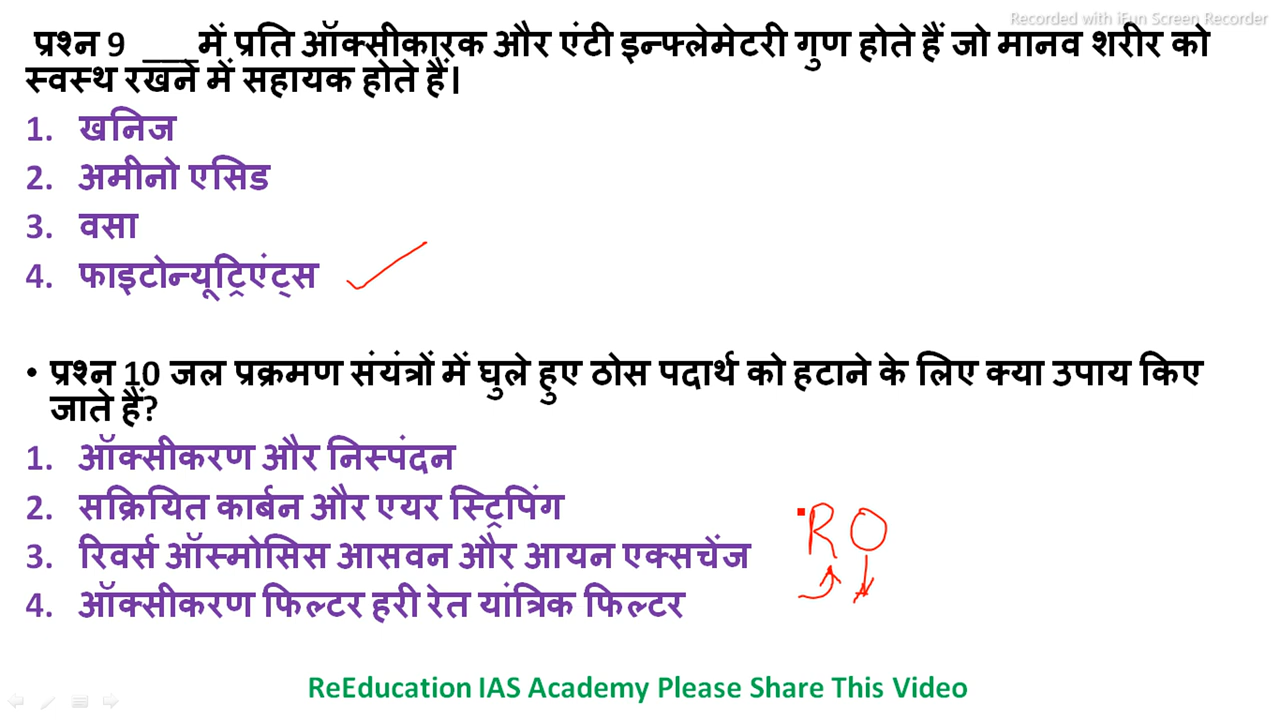 Recorded with iFun Screen Recorder
प्रश्न 9 ___में प्रति ऑक्सीकारक और एंटी इन्फ्लेमेटरी गुण होते हैं जो मानव शरीर को
स्वस्थ रखने में सहायक होते हैं।
1. खनिज
2. अमीनो एसिड
3. वसा
4. फाइटोन्यूट्रिएंट्स
• प्रश्न 10 जल प्रक्रमण संयंत्रों में घुले हुए ठोस पदार्थ को हटाने के लिए क्या उपाय किए
जाते हैं?
1. ऑक्सीकरण और निस्पंदन
2. सक्रियित कार्बन और एयर स्ट्रिपिंग
3. रिवर्स ऑस्मोसिस आसवन और आयन एक्सचेंज
4. ऑक्सीकरण फिल्टर हरी रेत यांत्रिक फिल्टर
RO
ReEducation IAS Academy Please Share This Video